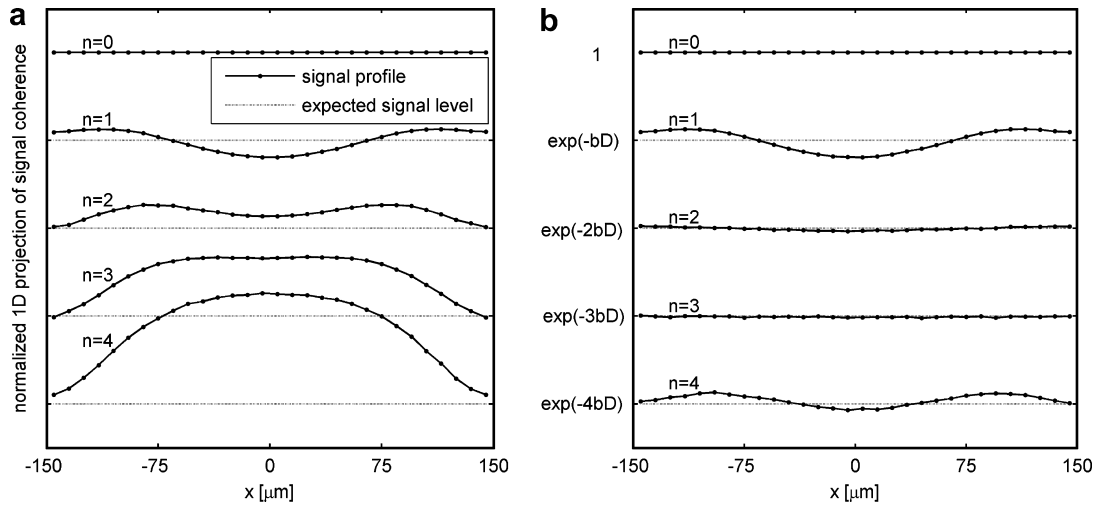 a
normalized 1D projection of signal coherence
n=0
signal profile
expected signal level
n=1
n=2
n=3
n=4
-150
-75
0
75
150
x [μm]
b
1
exp(-bD)
exp(-2bD)
exp(-3bD)
exp(-4bD)
n=0
n=1
n=2
n=3
n=4
-150
-75
0
75
150
x [μm]